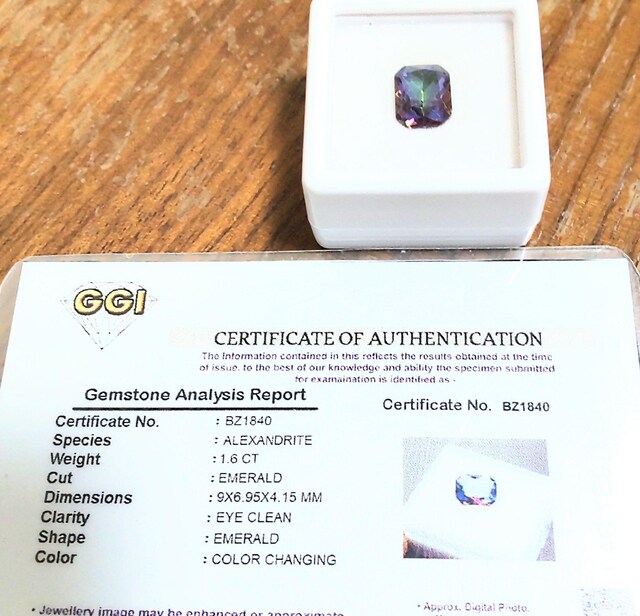 GGI
CERTIFICATE OF AUTHENTICATION
The Information contained in this reflects the results obtained at the time
of issue. to the best of our knowledge and ability the specimen submitted
for examaination is identified as -
Gemstone Analysis Report
Certificate No. BZ1840
Certificate No. : BZ1840
Species : ALEXANDRITE
Weight : 1.6 CT
Cut : EMERALD
Dimensions : 9X6.95X4.15 MM
Clarity : EYE CLEAN
Shape : EMERALD
Color : COLOR CHANGING
• Jewellery image may be enhanced or approximate
• Approx. Digital Photo.